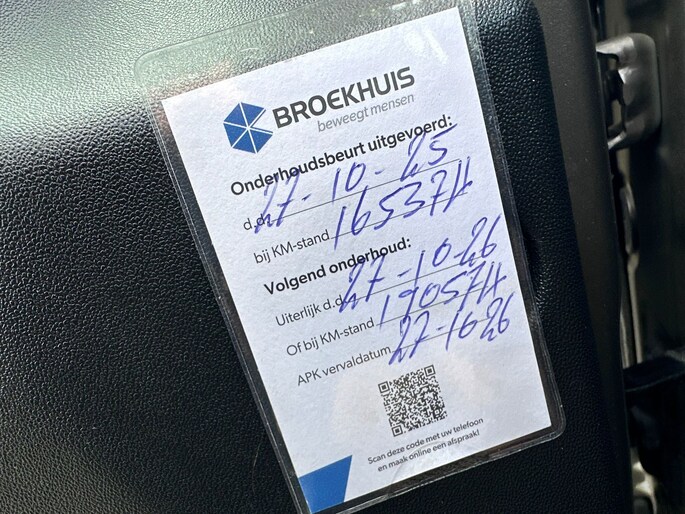 BROEKHUIS
beweegt mensen
Onderhoudsbeurt uitgevoerd:
d.d. 27-10-25
bij KM-stand 165374
Volgend onderhoud:
Uiterlijk d.d. 27-10-26
Of bij KM-stand 190574
APK vervaldatum 27-10-26
Scan deze code met uw telefoon
en maak online een afspraak!